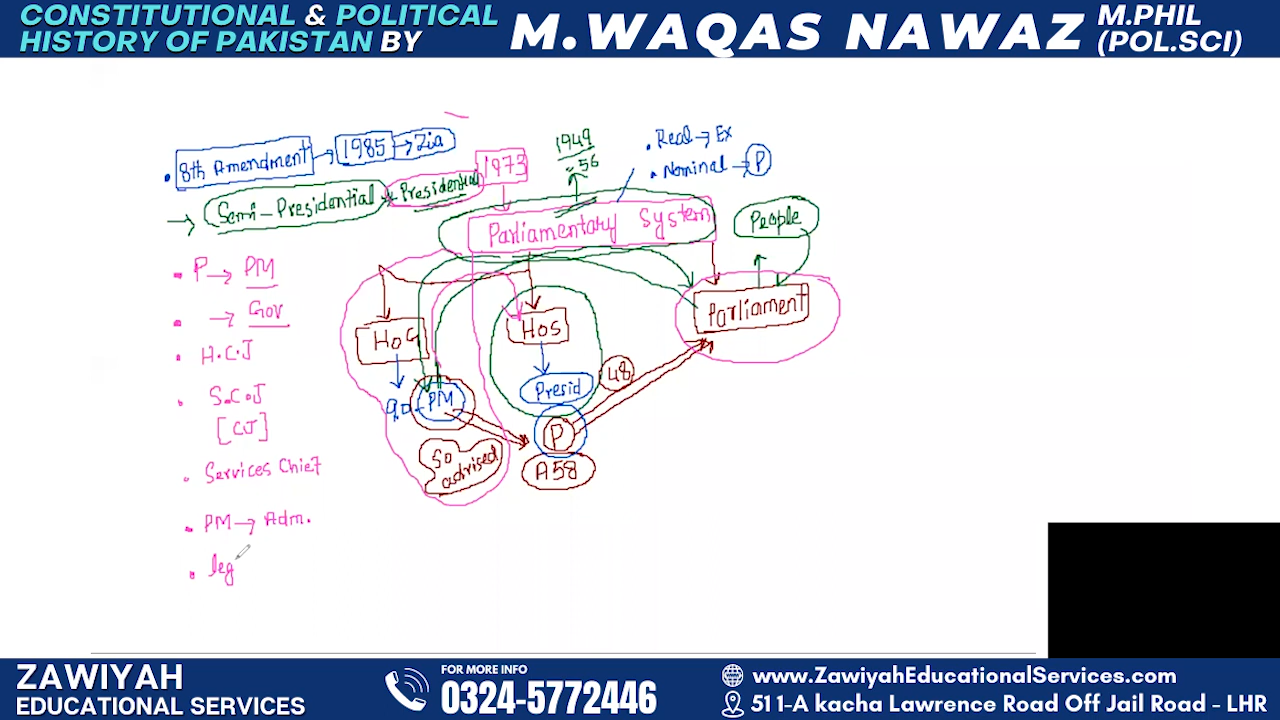 CONSTITUTIONAL & POLITICAL
HISTORY OF PAKISTAN BY
M.WAQAS NAWAZ
M.PHIL
(POL.SCI)
8th Amendment → 1985 → Zia
→ Semi-Presidential
Presidential
1973
1949
56
Real → Ex
Nominal → P
Parliamentary System
People
P → PM
→ Gov
H.C.J
S.C.J
[CJ]
Services Chief
PM → Adm.
leg
HoG
HoS
Parliament
PM
Presid
48
P
So
advised
A58
ZAWIYAH
EDUCATIONAL SERVICES
FOR MORE INFO
0324-5772446
www.ZawiyahEducationalServices.com
511-A kacha Lawrence Road Off Jail Road - LHR